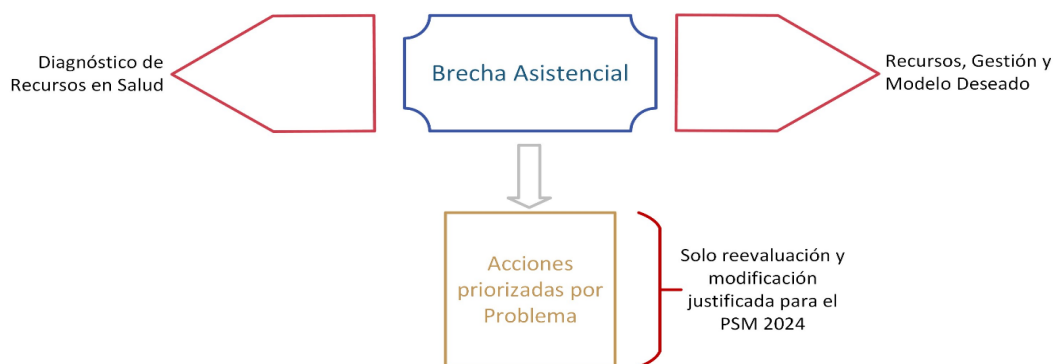 Diagnóstico de
Recursos en Salud
Brecha Asistencial
Recursos, Gestión y
Modelo Deseado
Acciones
priorizadas por
Problema
Solo reevaluación y
modificación
justificada para el
PSM 2024